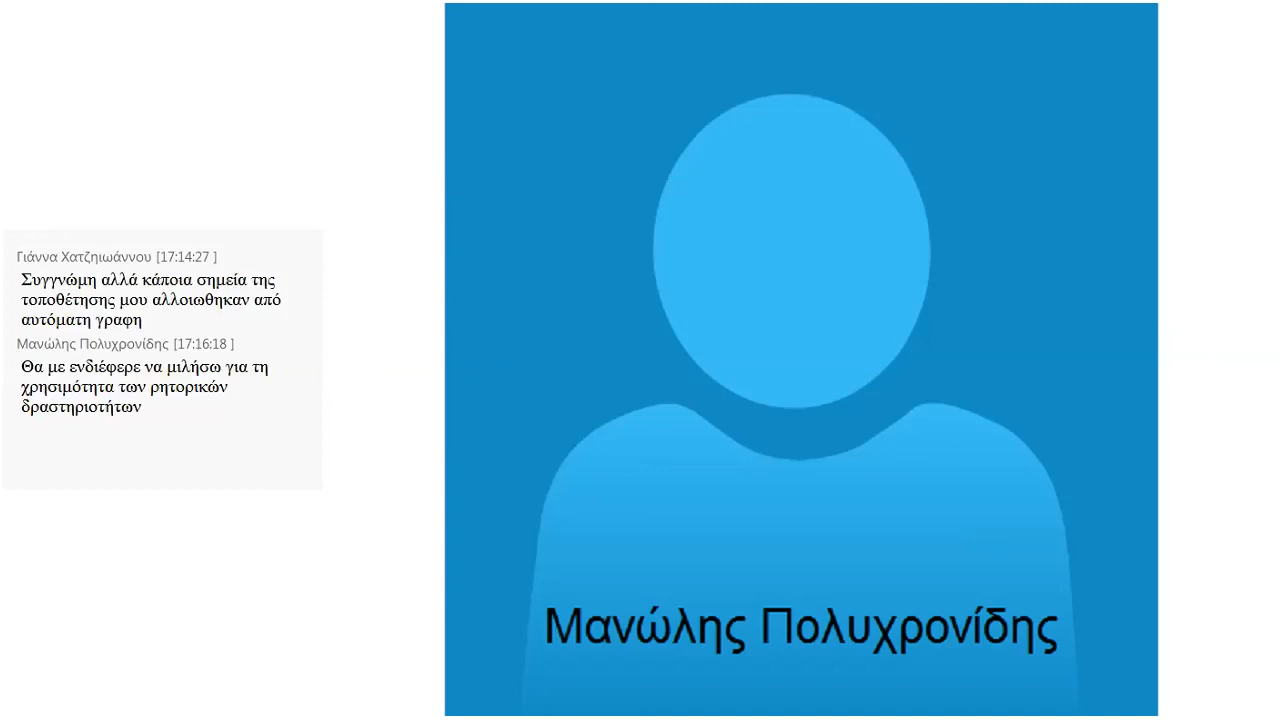 Γιάννα Χατζηιωάννου [17:14:27 ]
Συγγνώμη αλλά κάποια σημεία της
τοποθέτησης μου αλλοιωθηκαν από
αυτόματη γραφη
Μανώλης Πολυχρονίδης [17:16:18 ]
Θα με ενδιέφερε να μιλήσω για τη
χρησιμότητα των ρητορικών
δραστηριοτήτων
Μανώλης Πολυχρονίδης